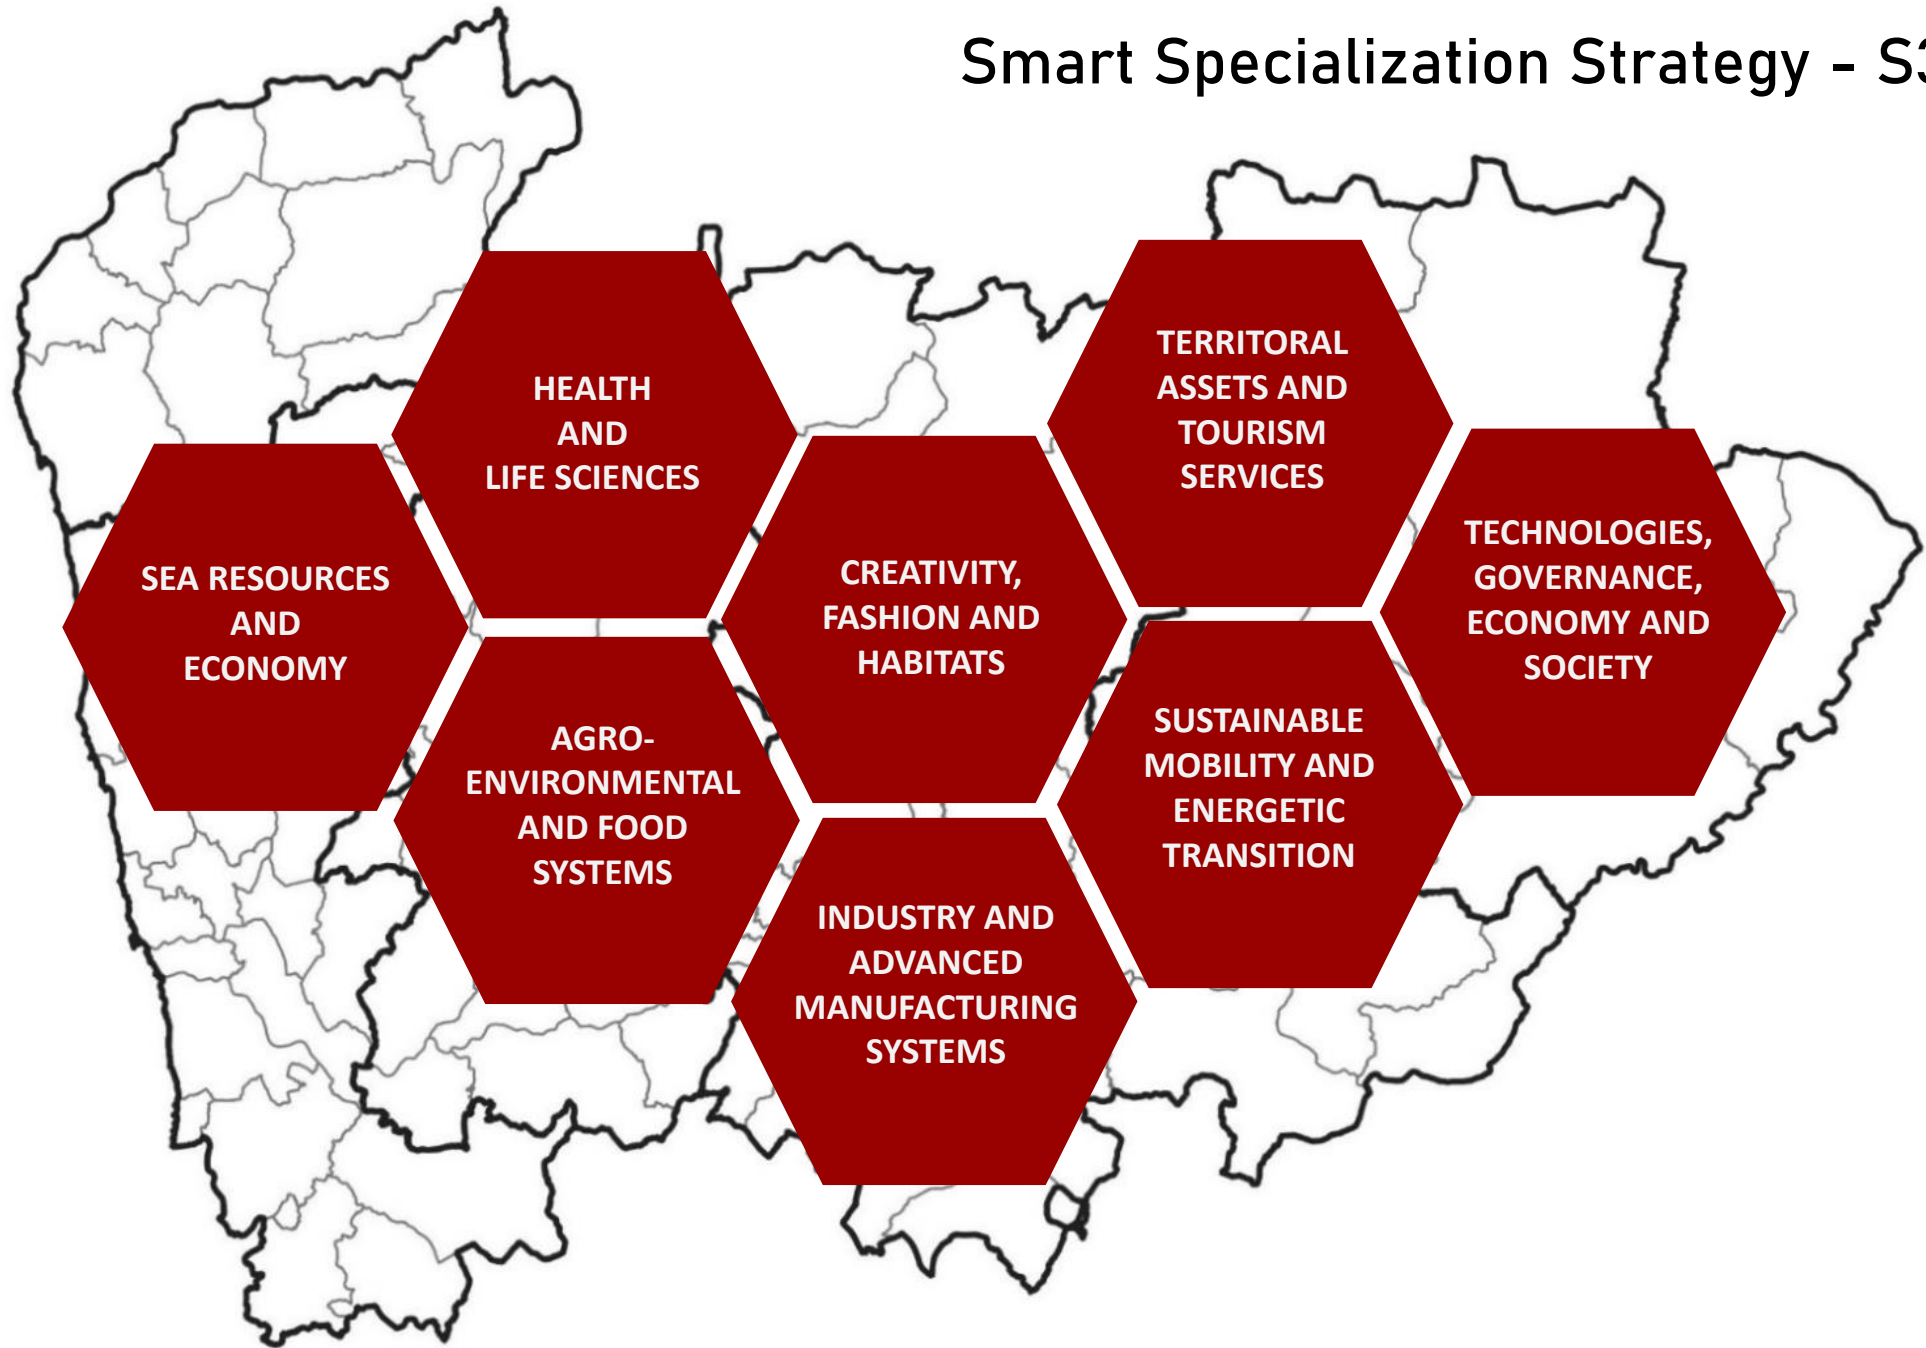 Smart Specialization Strategy - S3
HEALTH
AND
LIFE SCIENCES
TERRITORAL
ASSETS AND
TOURISM
SERVICES
SEA RESOURCES
AND
ECONOMY
CREATIVITY,
FASHION AND
HABITATS
TECHNOLOGIES,
GOVERNANCE,
ECONOMY AND
SOCIETY
AGRO-
ENVIRONMENTAL
AND FOOD
SYSTEMS
SUSTAINABLE
MOBILITY AND
ENERGETIC
TRANSITION
INDUSTRY AND
ADVANCED
MANUFACTURING
SYSTEMS